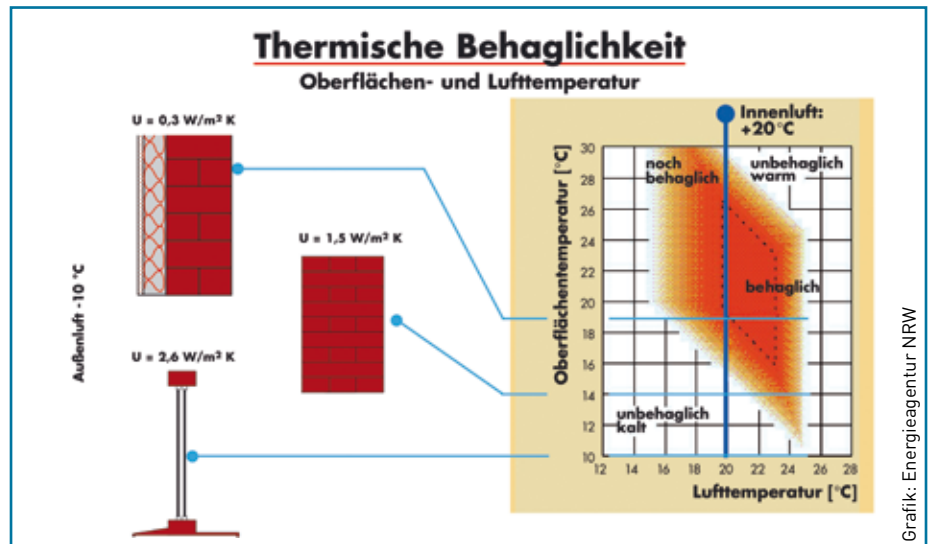 Thermische Behaglichkeit
Oberflächen- und Lufttemperatur
U = 0,3 W/m² K
U = 1,5 W/m² K
U = 2,6 W/m² K
Außenluft -10 °C
Innenluft:
+20°C
Oberflächentemperatur [°C]
30
28
26
24
22
20
18
16
14
12
10
noch
behaglich
unbehaglich
warm
behaglich
unbehaglich
kalt
12 14 16 18 20 22 24 26 28
Lufttemperatur [°C]
Grafik: Energieagentur NRW